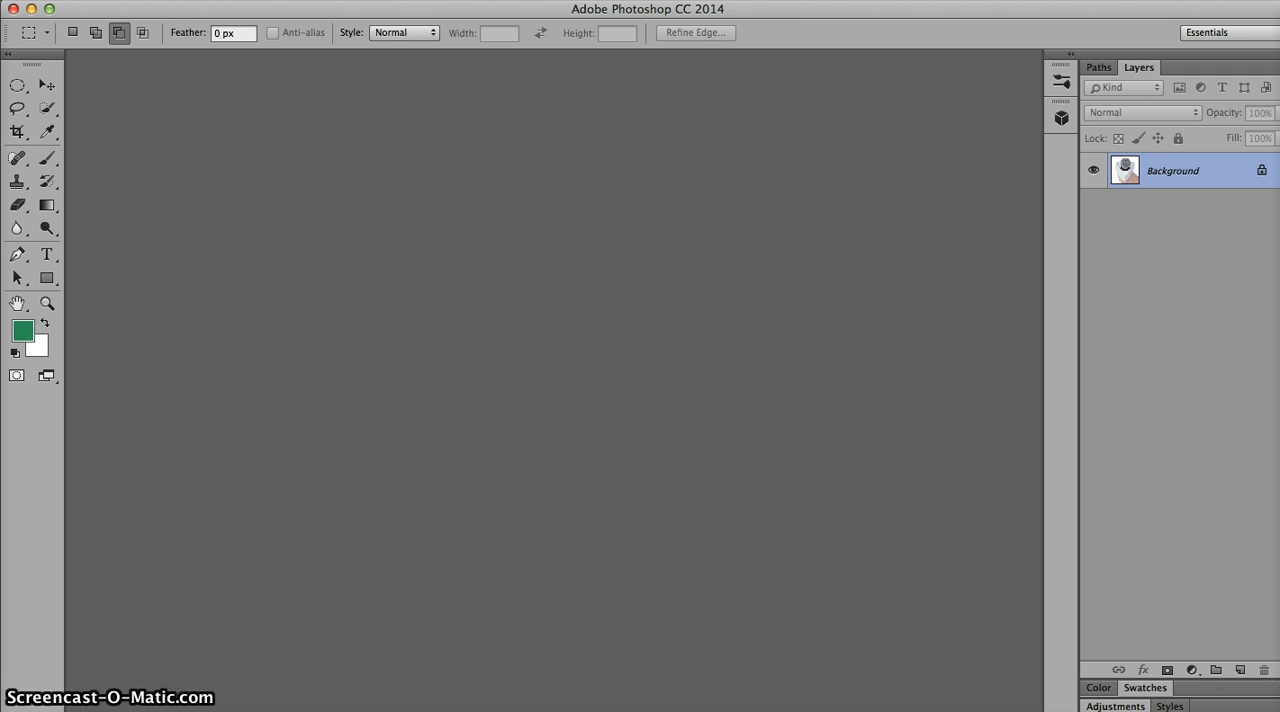 Adobe Photoshop CC 2014
Feather: 0 px Anti-alias Style: Normal Width: Height: Refine Edge... Essentials
Paths Layers
Kind T
Normal Opacity: 100%
Lock: Fill: 100%
Background
T
fx
Color Swatches
Adjustments Styles
Screencast-O-Matic.com